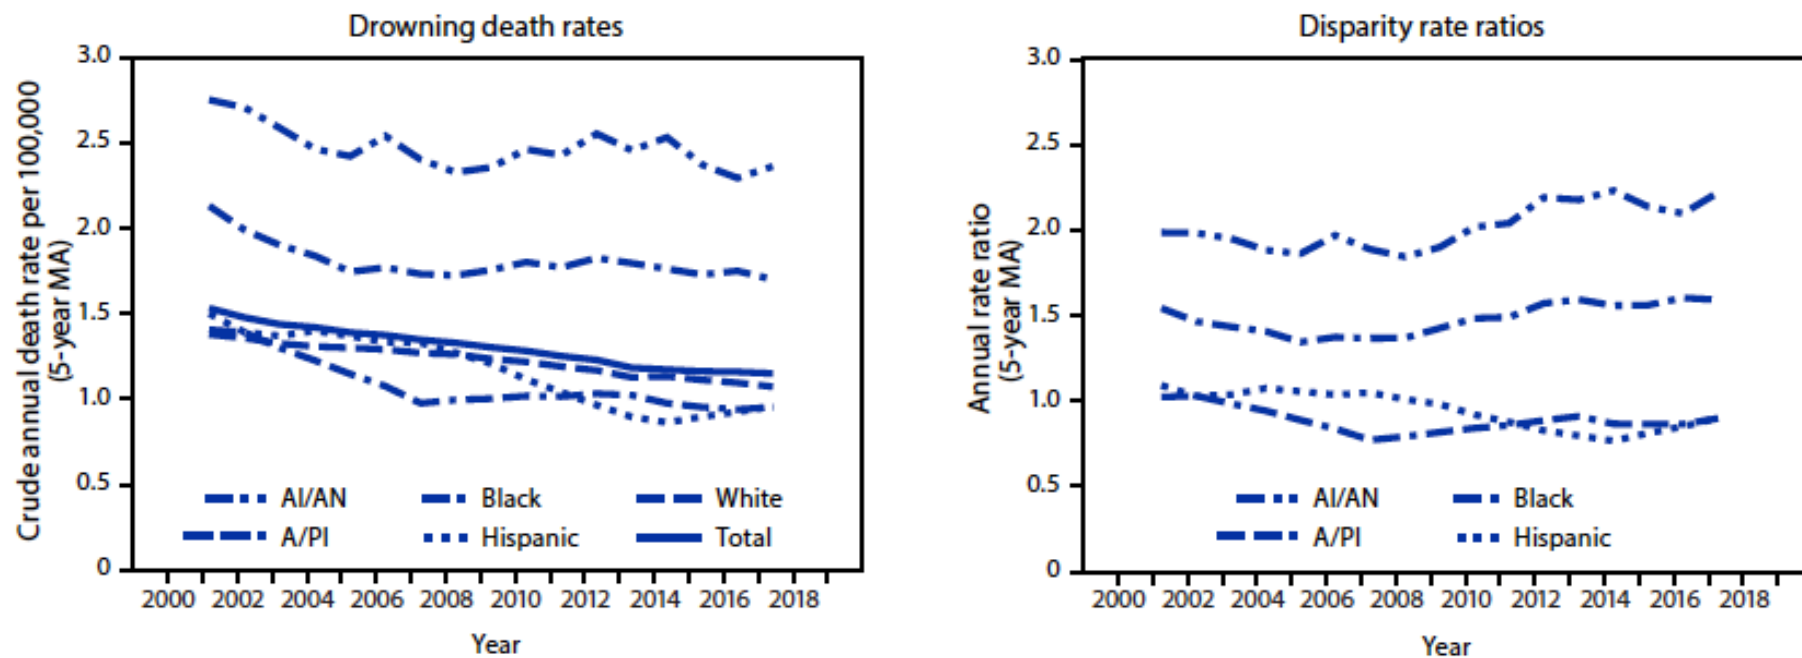 Drowning death rates
Crude annual death rate per 100,000
(5-year MA)
3.0
2.5
2.0
1.5
1.0
0.5
0
AI/AN
Black
White
A/PI
Hispanic
Total
2000 2002 2004 2006 2008 2010 2012 2014 2016 2018
Year
Disparity rate ratios
Annual rate ratio
(5-year MA)
3.0
2.5
2.0
1.5
1.0
0.5
0
AI/AN
Black
A/PI
Hispanic
2000 2002 2004 2006 2008 2010 2012 2014 2016 2018
Year